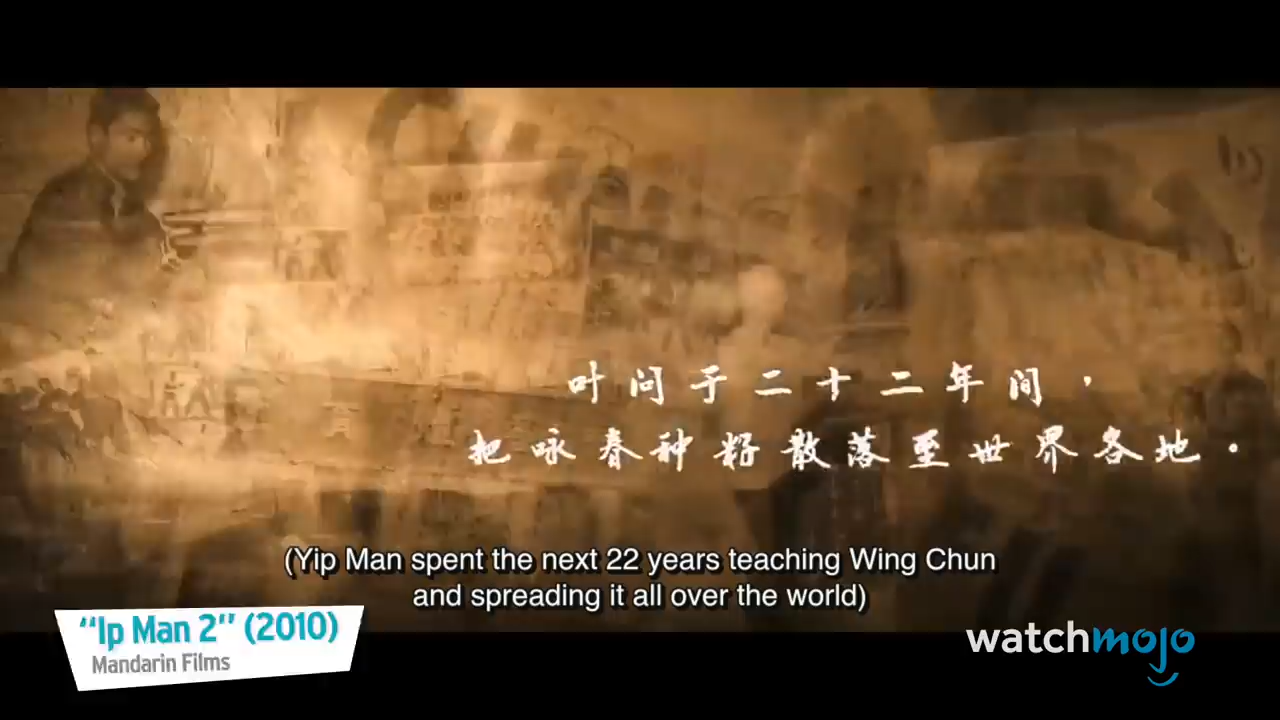 叶问于二十二年间，
把咏春种籽散落至世界各地。
(Yip Man spent the next 22 years teaching Wing Chun
and spreading it all over the world)
“Ip Man 2” (2010)
Mandarin Films
watchmojo